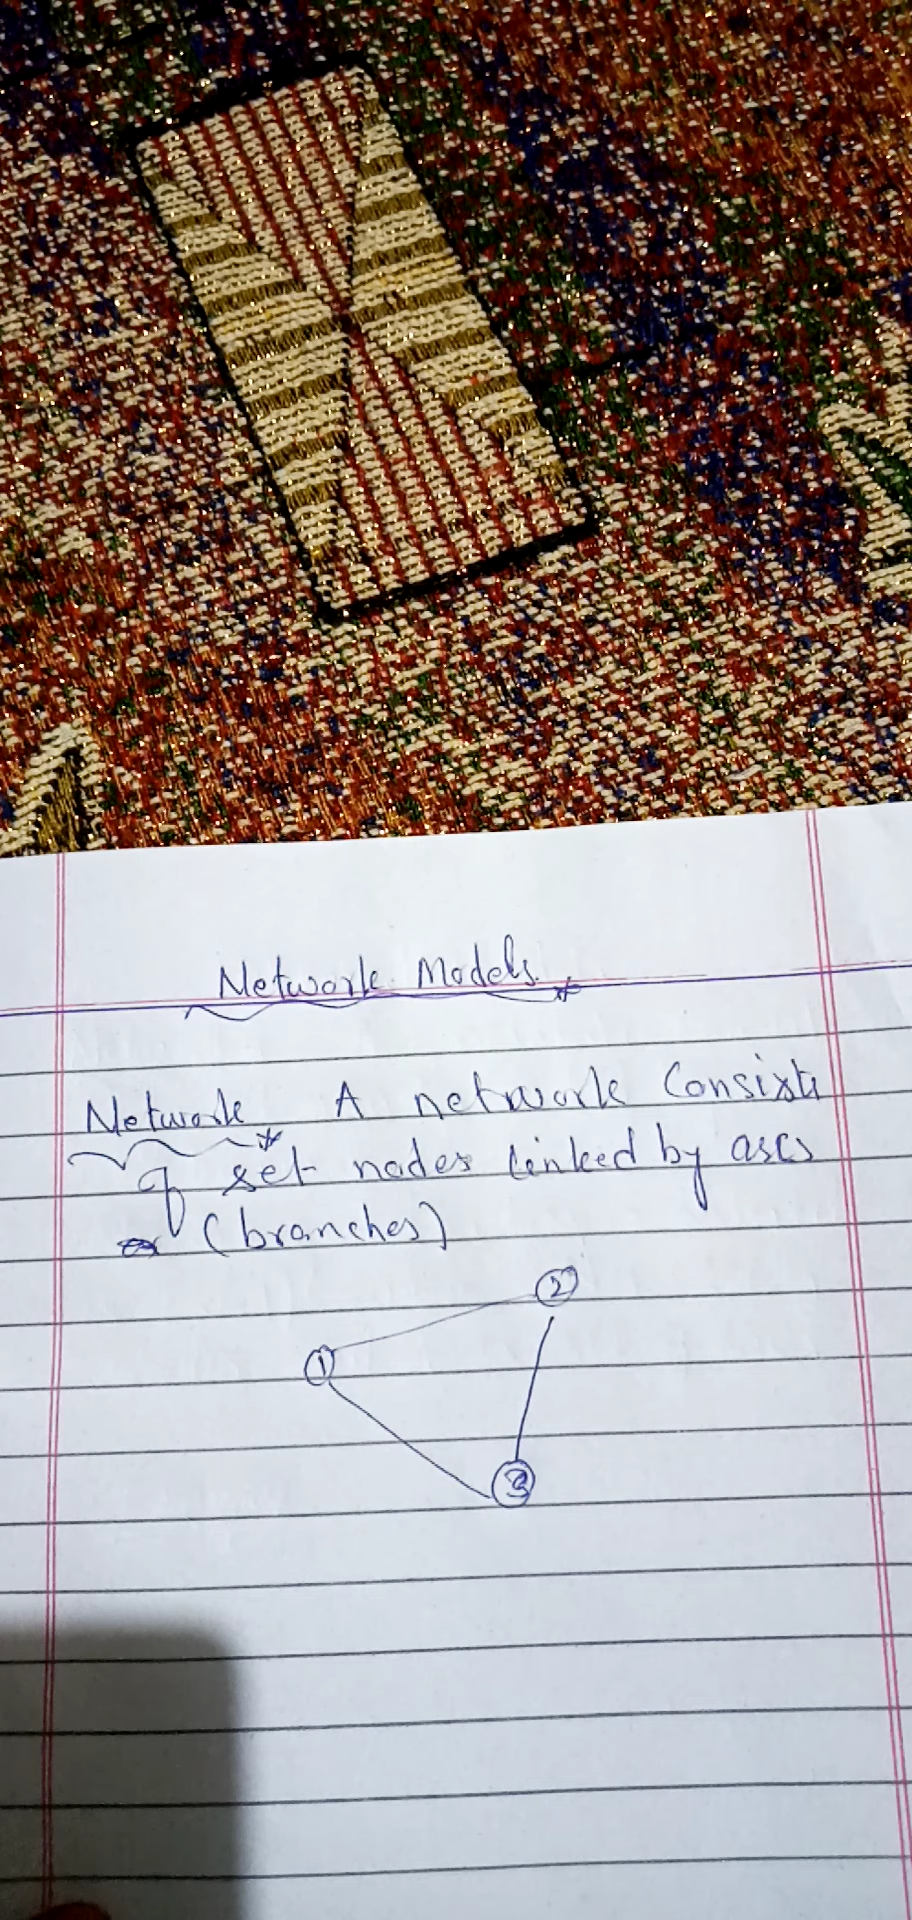 Network Models
Network A network Consists
of set nodes linked by arcs
(branches)
2
1
3